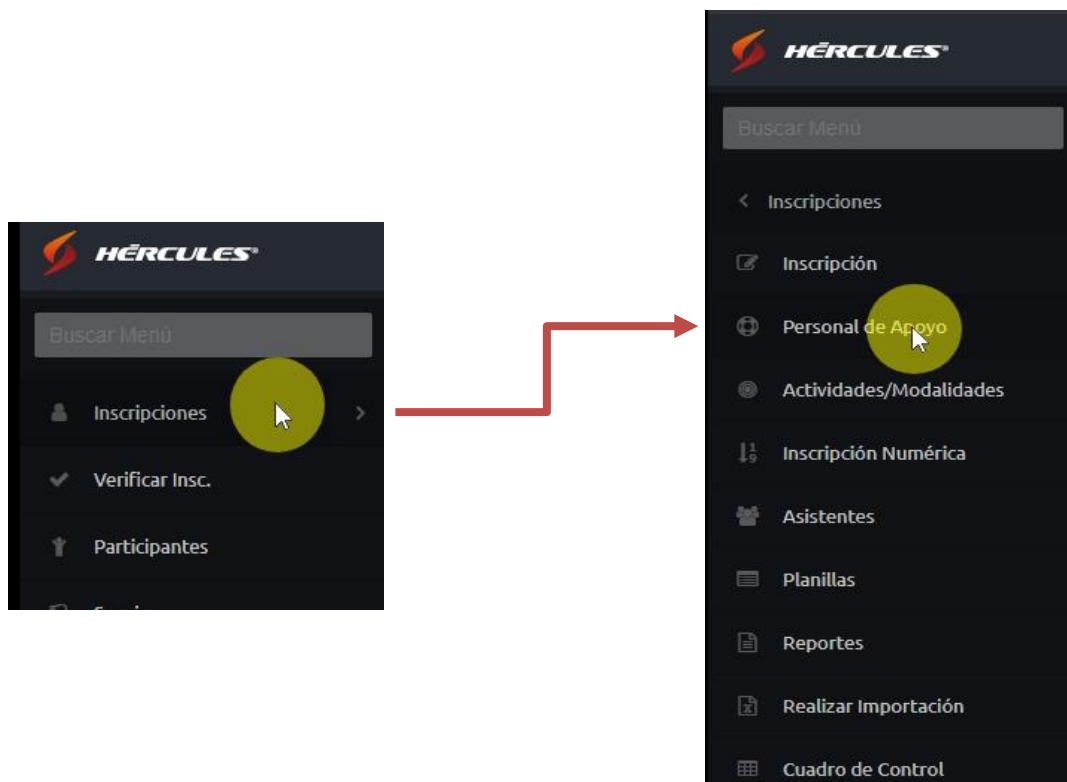 HÉRCULES®
Buscar Menú
Inscripciones
Verificar Insc.
Participantes
HÉRCULES®
Buscar Menú
Inscripciones
Inscripción
Personal de Apoyo
Actividades/Modalidades
Inscripción Numérica
Asistentes
Planillas
Reportes
Realizar Importación
Cuadro de Control